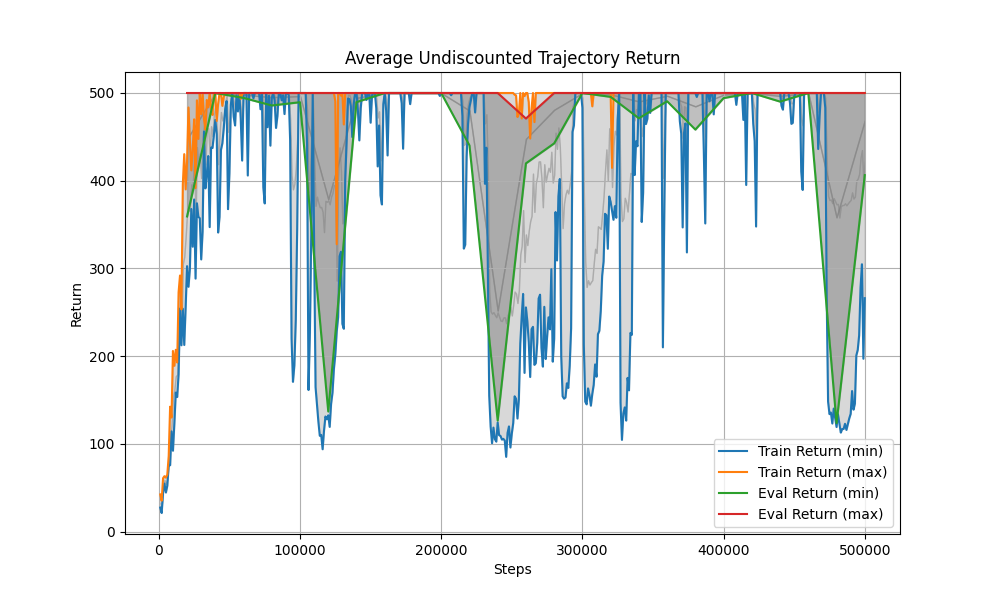 Average Undiscounted Trajectory Return
Return
500
400
300
200
100
0
0 100000 200000 300000 400000 500000
Steps
Train Return (min)
Train Return (max)
Eval Return (min)
Eval Return (max)